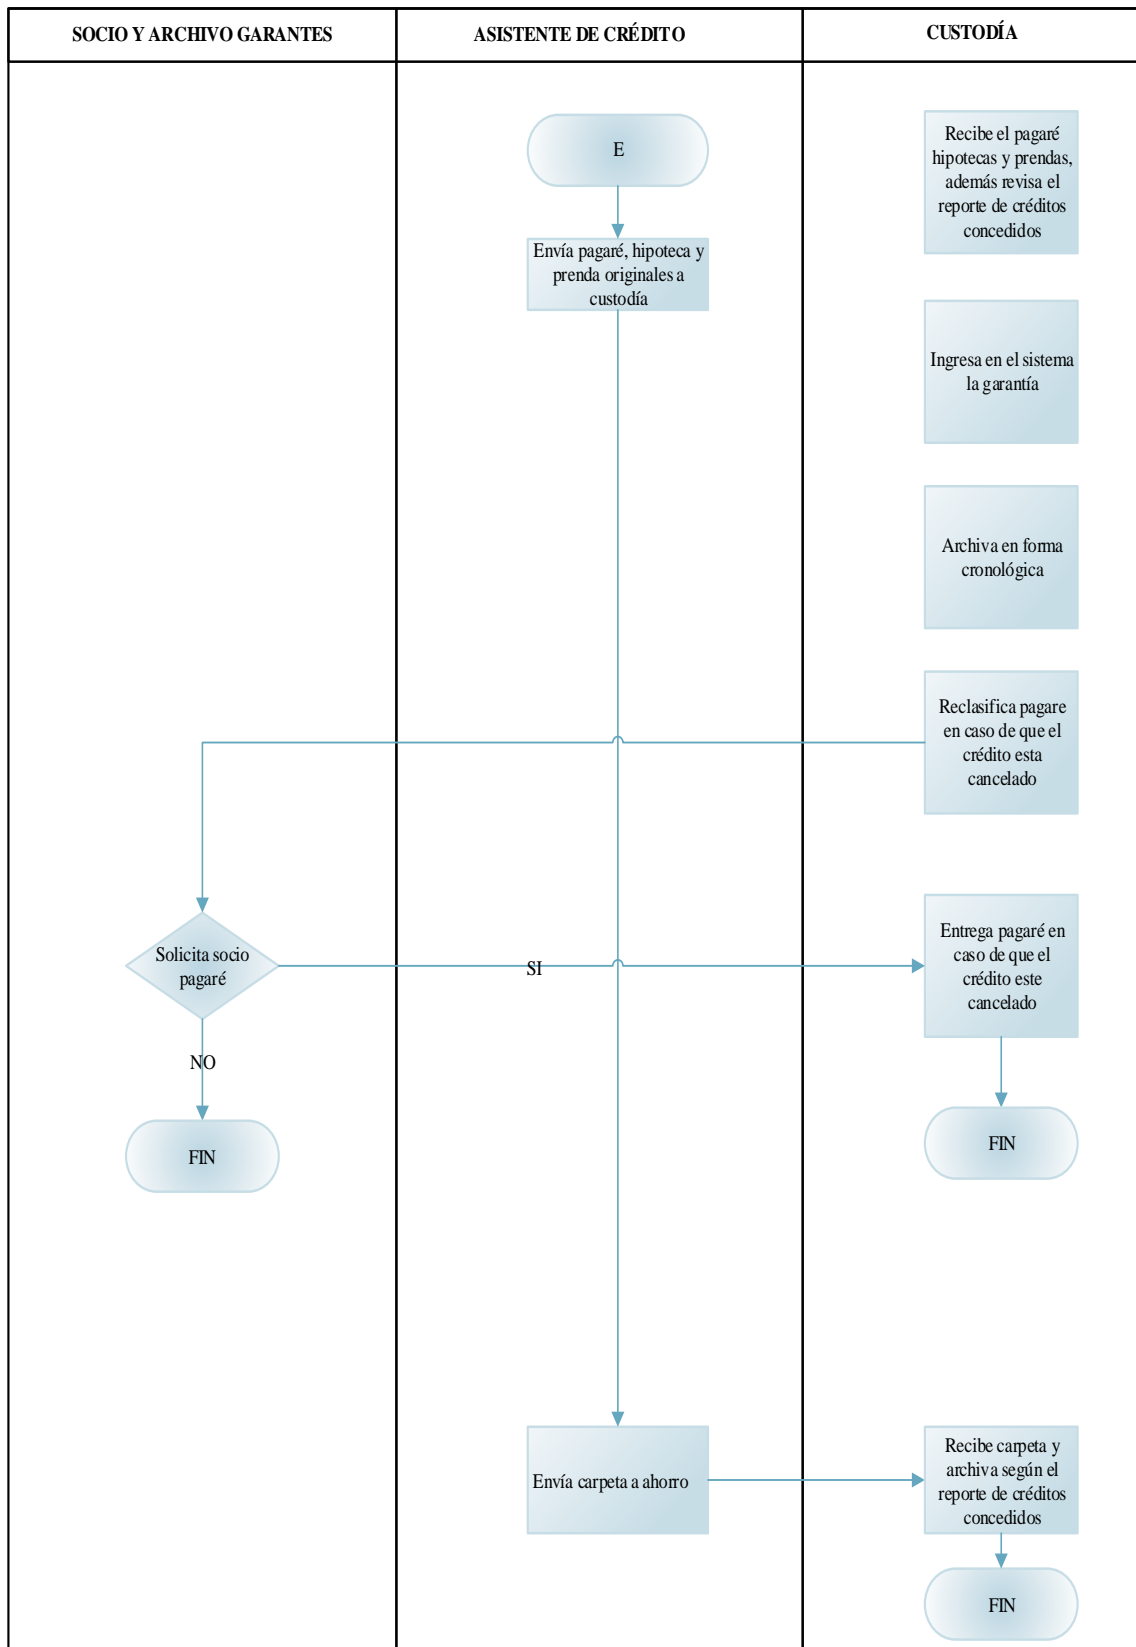 SOCIO Y ARCHIVO GARANTES
ASISTENTE DE CRÉDITO
CUSTODÍA
E
Recibe el pagaré
hipotecas y prendas,
además revisa el
reporte de créditos
concedidos
Envía pagaré, hipoteca y
prenda originales a
custodía
Ingresa en el sistema
la garantía
Archiva en forma
cronológica
Reclasifica pagare
en caso de que el
crédito esta
cancelado
Solicita socio
pagaré
SI
Entrega pagaré en
caso de que el
crédito este
cancelado
NO
FIN
FIN
Envía carpeta a ahorro
Recibe carpeta y
archiva según el
reporte de créditos
concedidos
FIN